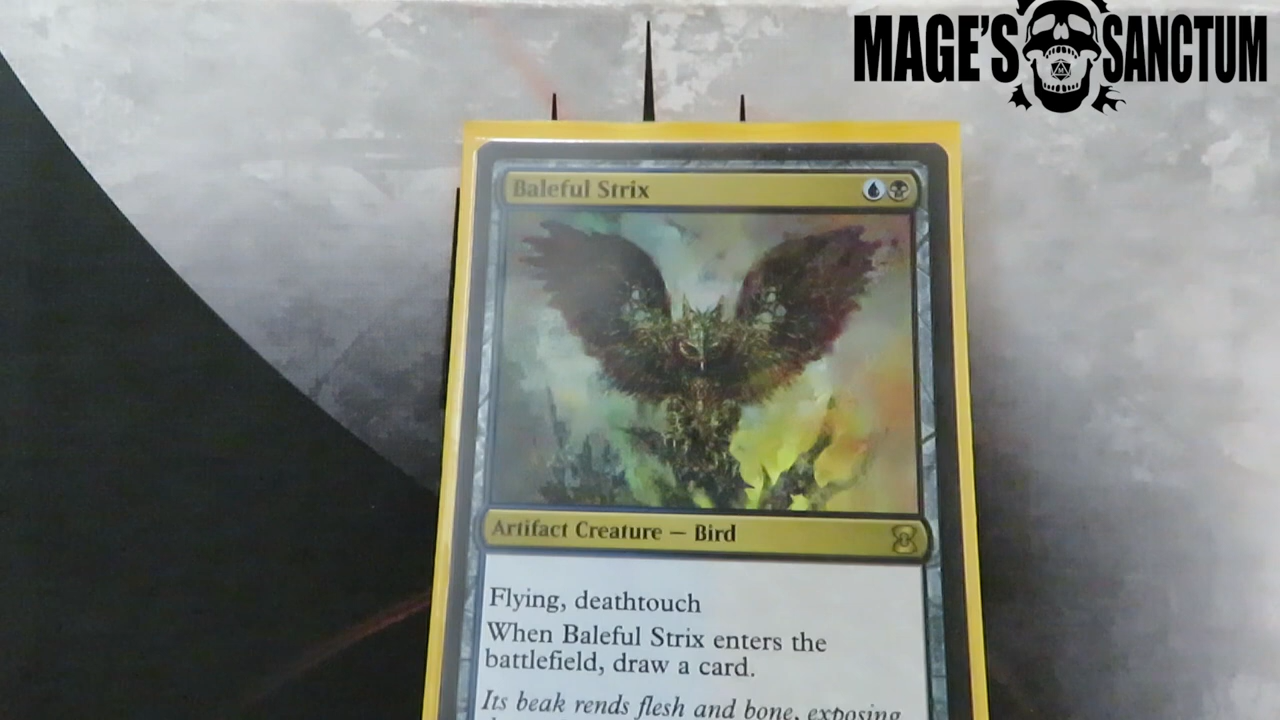 MAGE'S SANCTUM
Baleful Strix
Artifact Creature — Bird
Flying, deathtouch
When Baleful Strix enters the
battlefield, draw a card.
Its beak rends flesh and bone, exposing